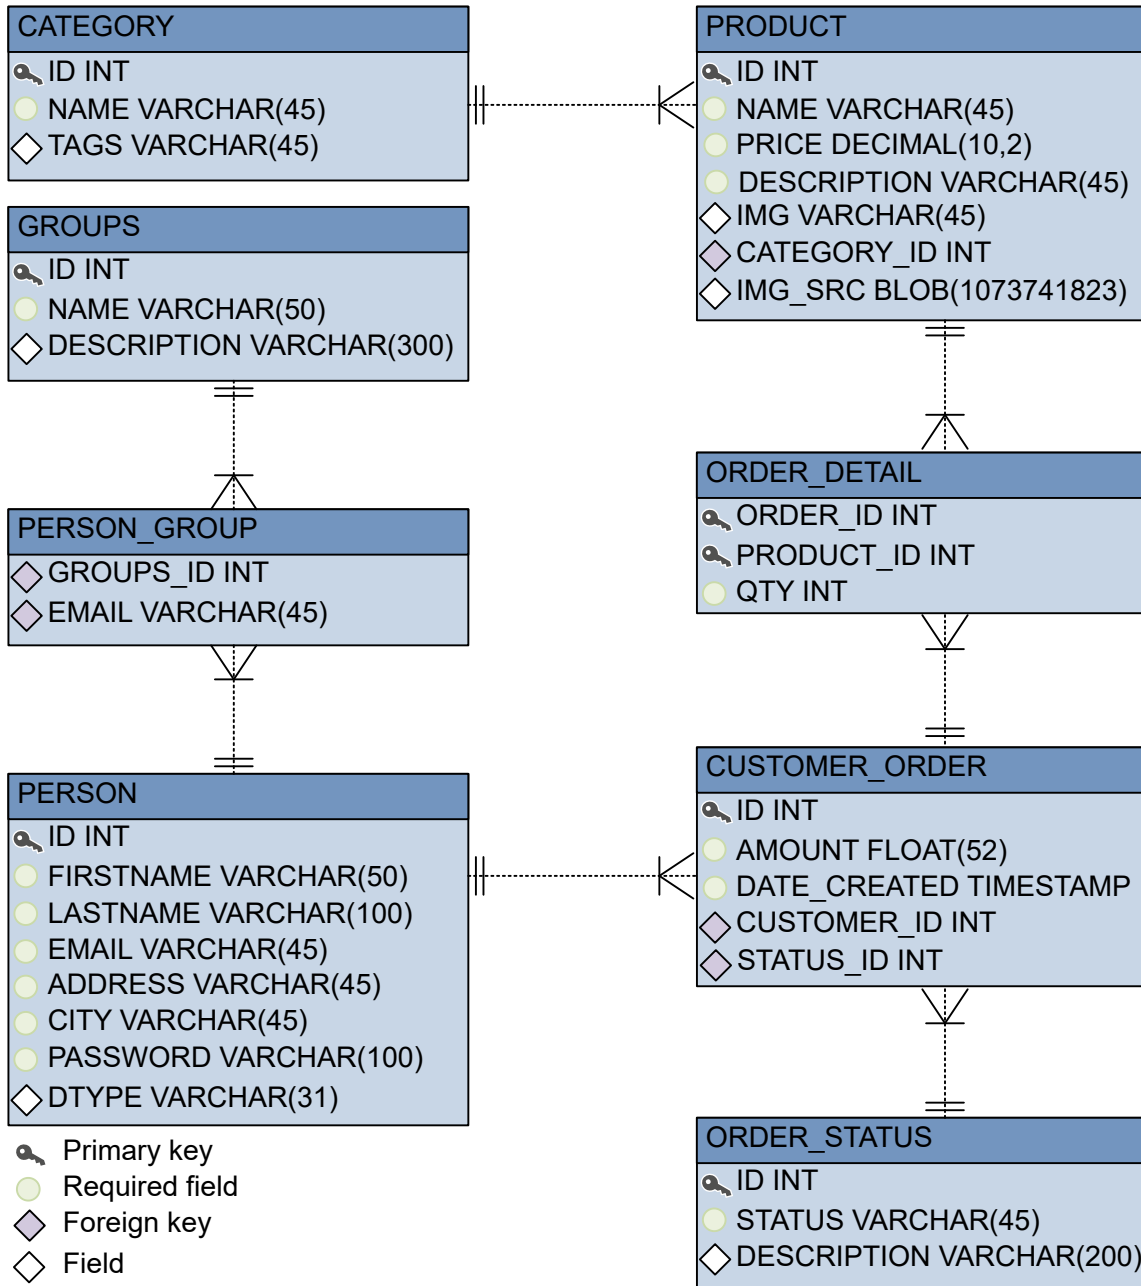 CATEGORY
ID INT
NAME VARCHAR(45)
TAGS VARCHAR(45)
GROUPS
ID INT
NAME VARCHAR(50)
DESCRIPTION VARCHAR(300)
PERSON_GROUP
GROUPS_ID INT
EMAIL VARCHAR(45)
PERSON
ID INT
FIRSTNAME VARCHAR(50)
LASTNAME VARCHAR(100)
EMAIL VARCHAR(45)
ADDRESS VARCHAR(45)
CITY VARCHAR(45)
PASSWORD VARCHAR(100)
DTYPE VARCHAR(31)
Primary key
Required field
Foreign key
Field
PRODUCT
ID INT
NAME VARCHAR(45)
PRICE DECIMAL(10,2)
DESCRIPTION VARCHAR(45)
IMG VARCHAR(45)
CATEGORY_ID INT
IMG_SRC BLOB(1073741823)
ORDER_DETAIL
ORDER_ID INT
PRODUCT_ID INT
QTY INT
CUSTOMER_ORDER
ID INT
AMOUNT FLOAT(52)
DATE_CREATED TIMESTAMP
CUSTOMER_ID INT
STATUS_ID INT
ORDER_STATUS
ID INT
STATUS VARCHAR(45)
DESCRIPTION VARCHAR(200)